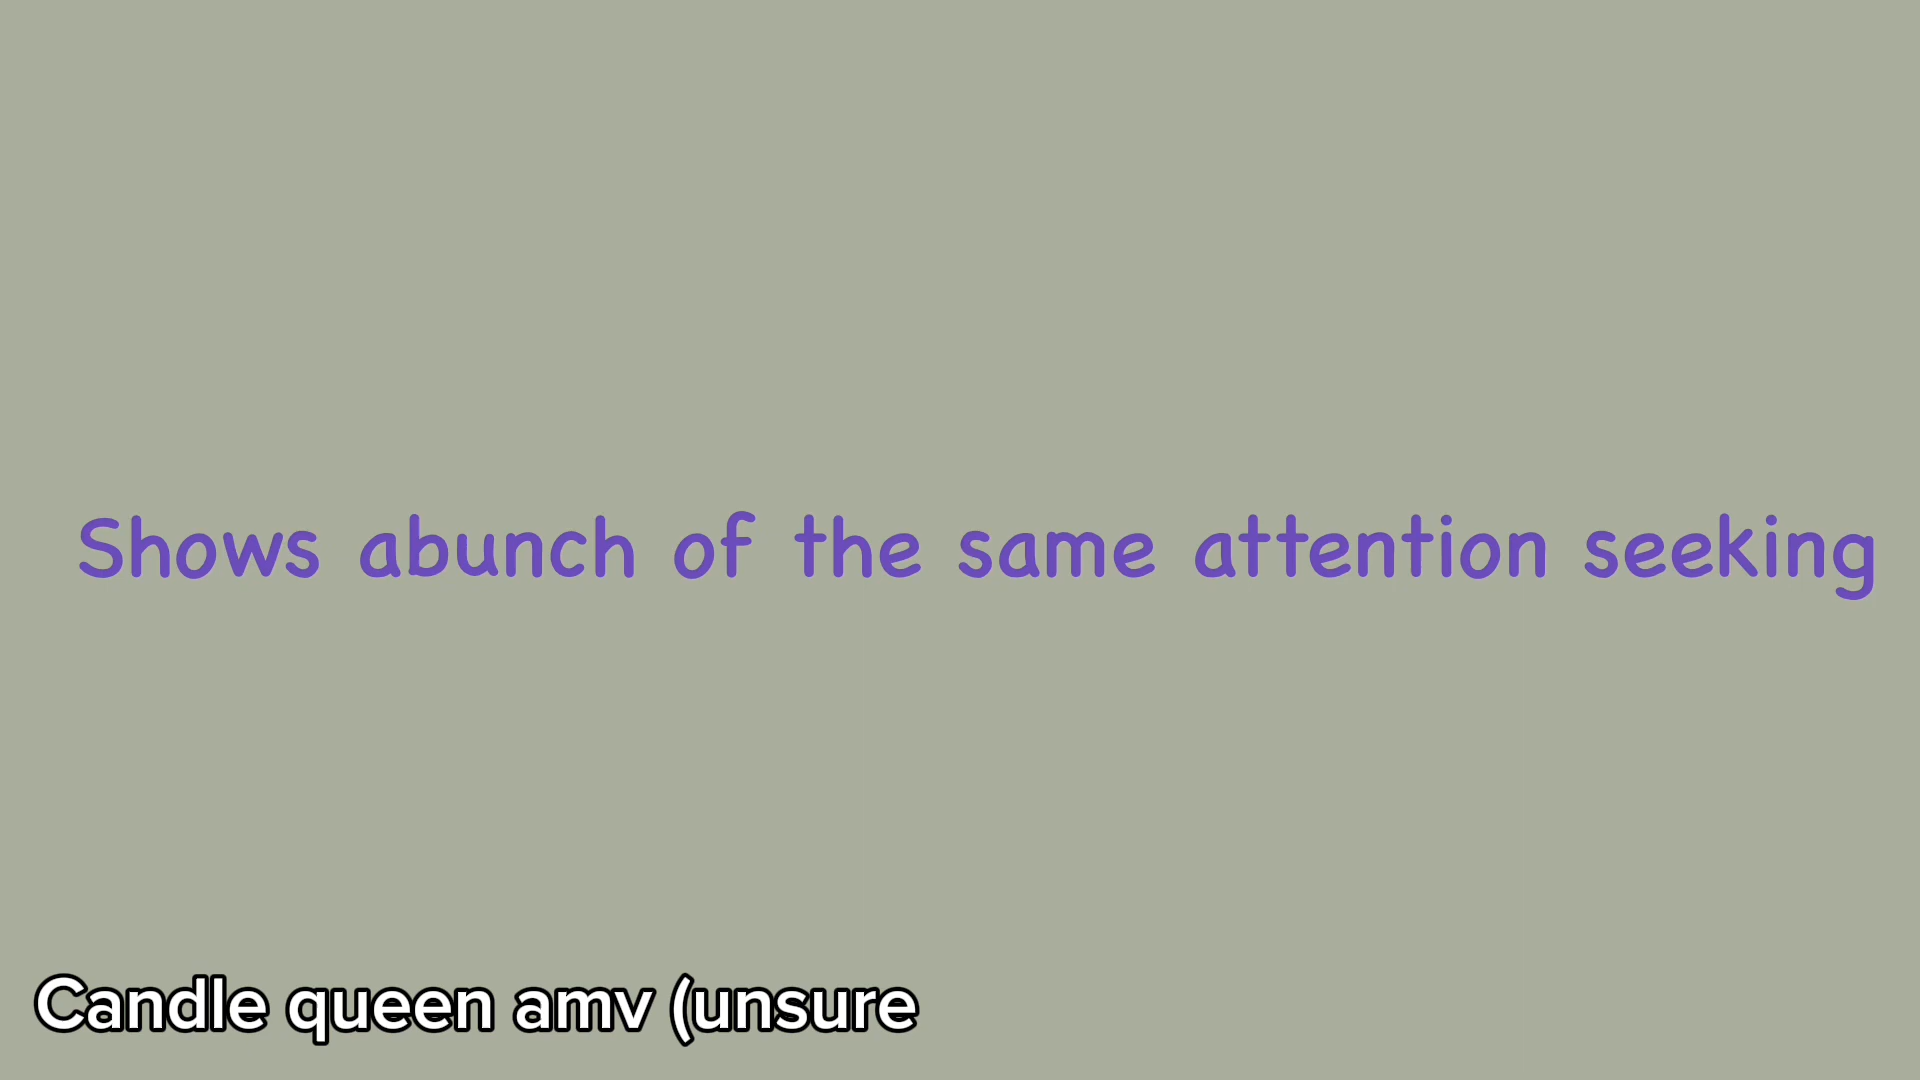 Shows abunch of the same attention seeking
Candle queen amv (unsure